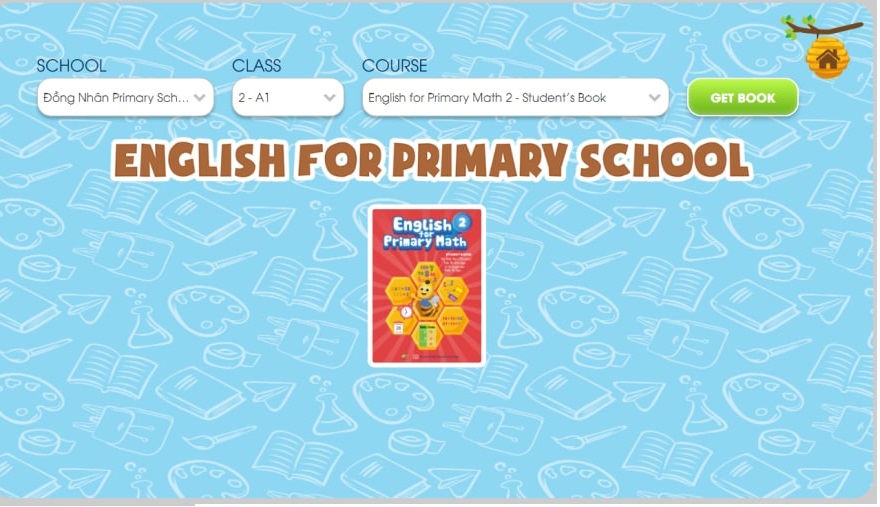 SCHOOL
CLASS
COURSE
Đồng Nhân Primary Sch...
2 - A1
English for Primary Math 2 - Student's Book
GET BOOK
ENGLISH FOR PRIMARY SCHOOL
English 2
for
Primary Math